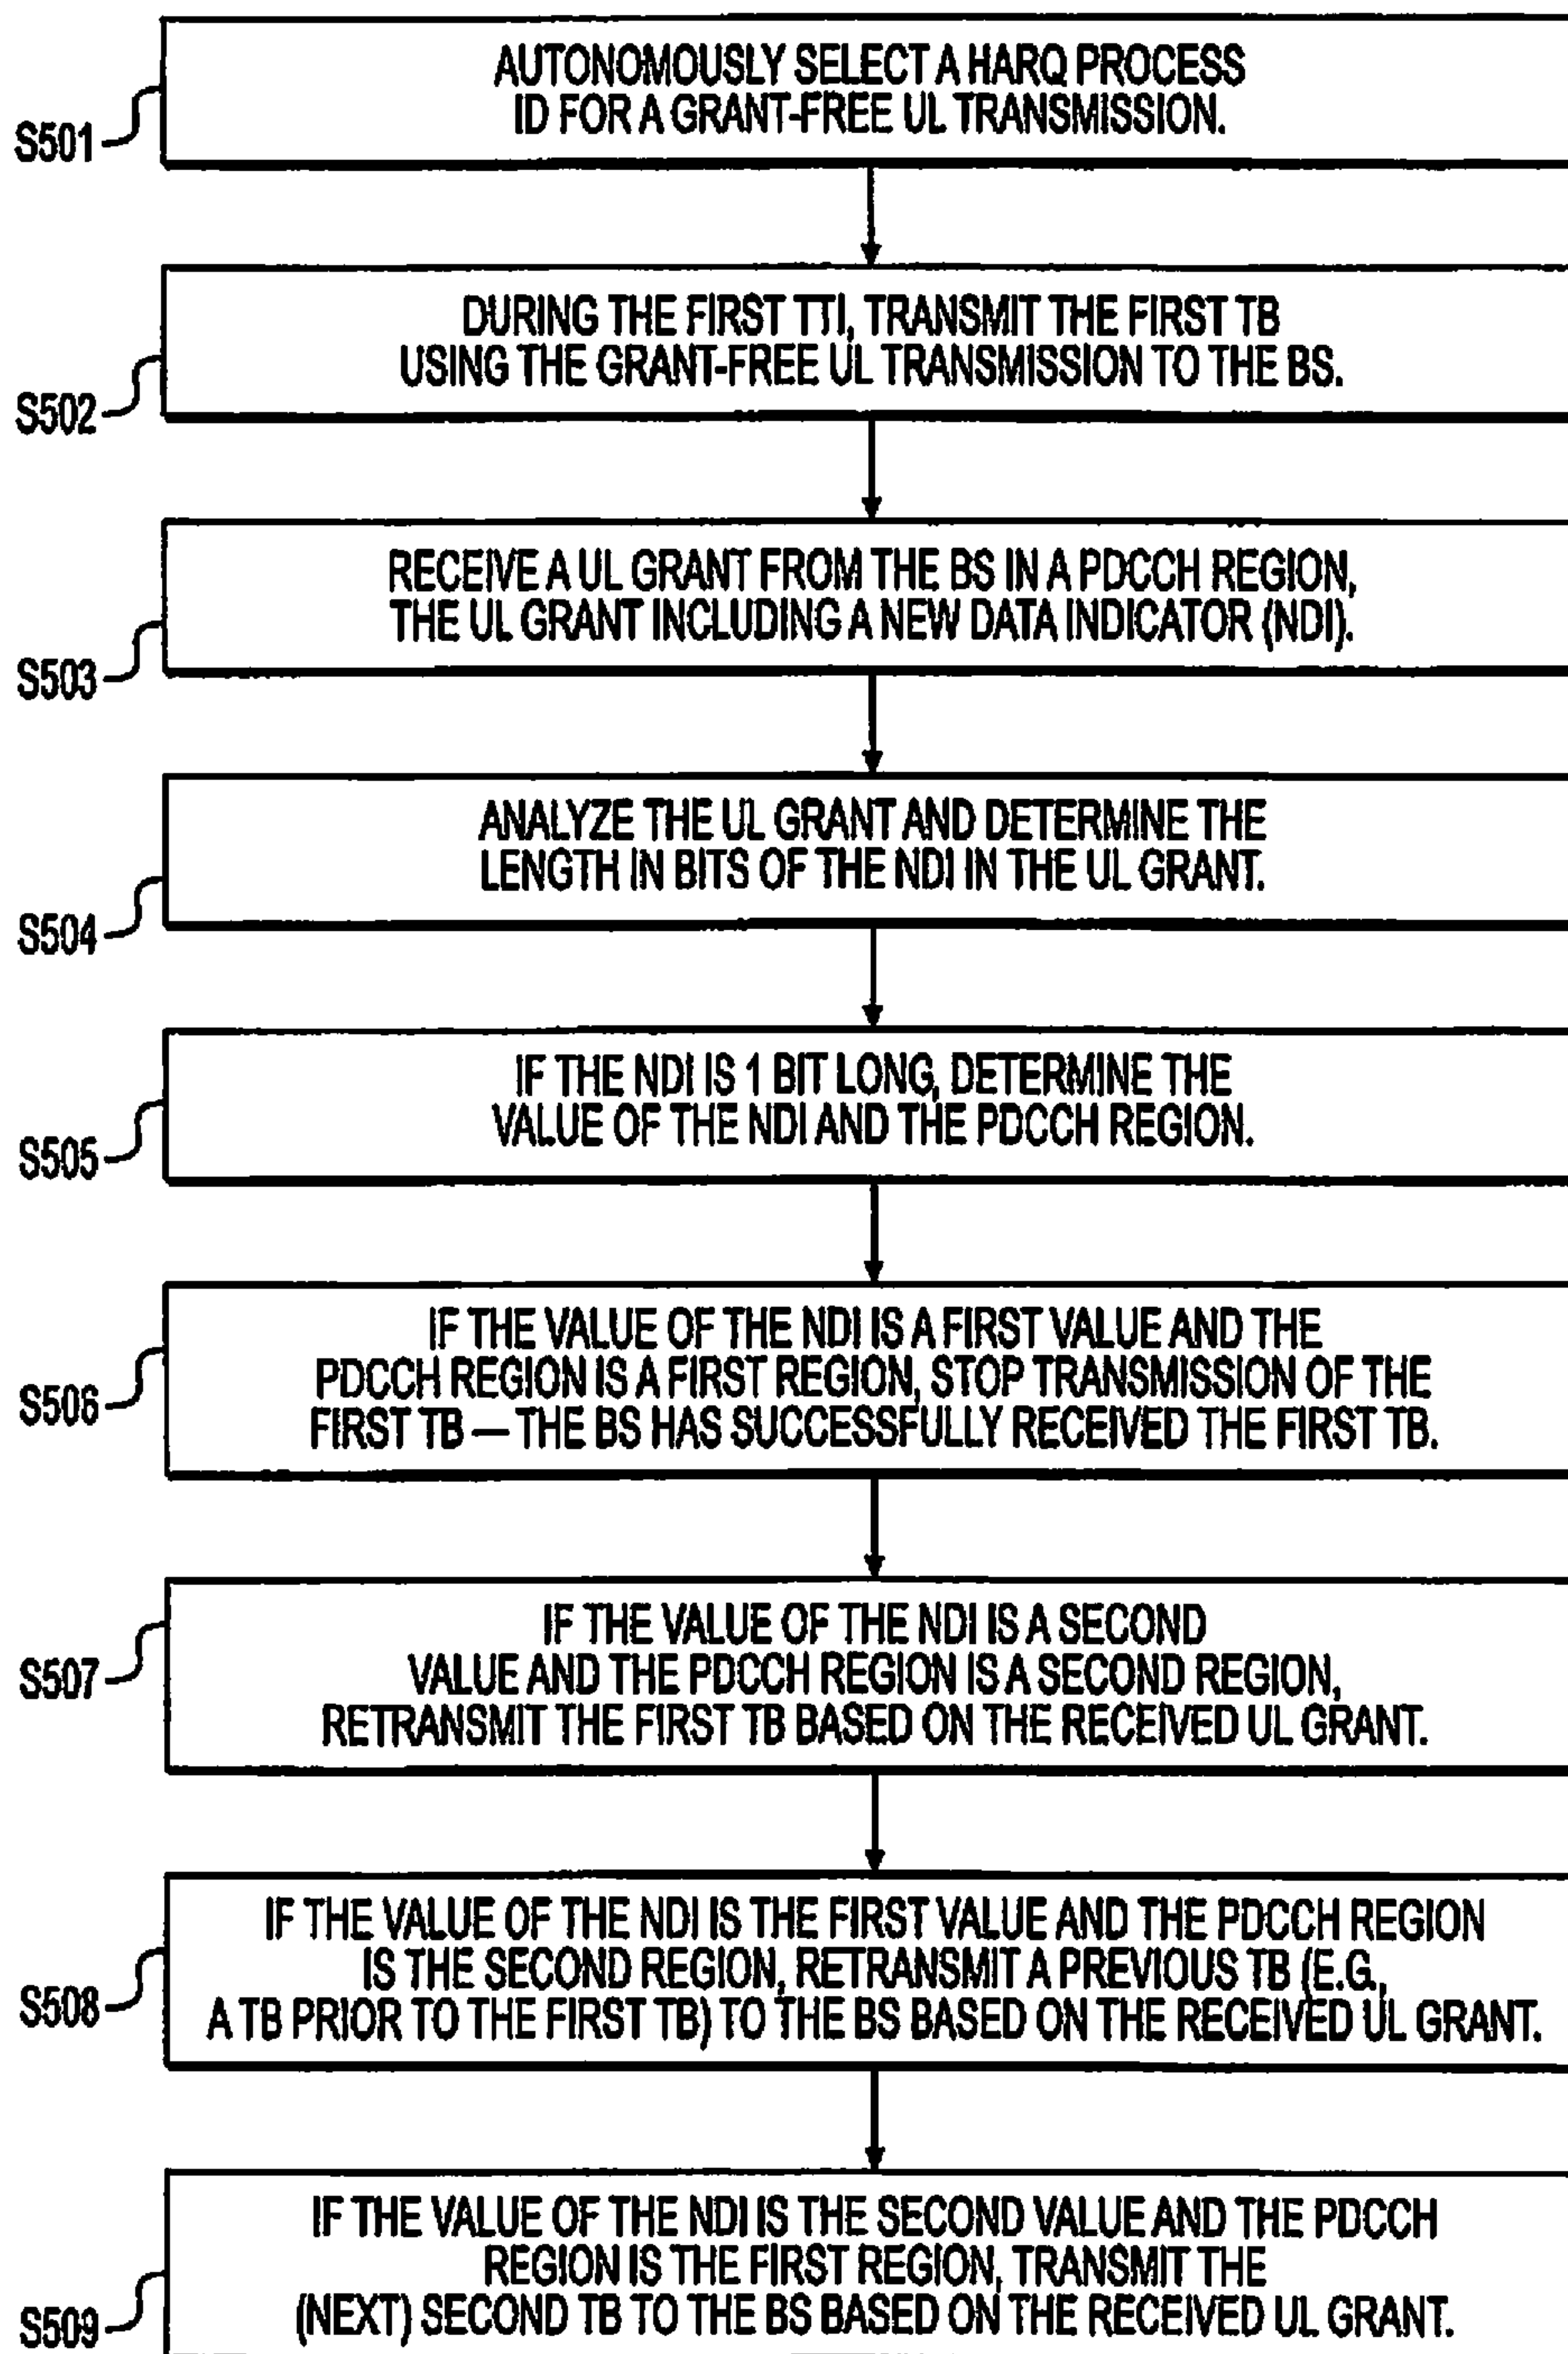 AUTONOMOUSLY SELECT A HARQ PROCESS
ID FOR A GRANT-FREE UL TRANSMISSION.
S501
DURING THE FIRST TTI, TRANSMIT THE FIRST TB
USING THE GRANT-FREE UL TRANSMISSION TO THE BS.
S502
RECEIVE A UL GRANT FROM THE BS IN A PDCCH REGION,
THE UL GRANT INCLUDING A NEW DATA INDICATOR (NDI).
S503
ANALYZE THE UL GRANT AND DETERMINE THE
LENGTH IN BITS OF THE NDI IN THE UL GRANT.
S504
IF THE NDI IS 1 BIT LONG, DETERMINE THE
VALUE OF THE NDI AND THE PDCCH REGION.
S505
IF THE VALUE OF THE NDI IS A FIRST VALUE AND THE
PDCCH REGION IS A FIRST REGION, STOP TRANSMISSION OF THE
FIRST TB — THE BS HAS SUCCESSFULLY RECEIVED THE FIRST TB.
S506
IF THE VALUE OF THE NDI IS A SECOND
VALUE AND THE PDCCH REGION IS A SECOND REGION,
RETRANSMIT THE FIRST TB BASED ON THE RECEIVED UL GRANT.
S507
IF THE VALUE OF THE NDI IS THE FIRST VALUE AND THE PDCCH REGION
IS THE SECOND REGION, RETRANSMIT A PREVIOUS TB (E.G.,
A TB PRIOR TO THE FIRST TB) TO THE BS BASED ON THE RECEIVED UL GRANT.
S508
IF THE VALUE OF THE NDI IS THE SECOND VALUE AND THE PDCCH
REGION IS THE FIRST REGION, TRANSMIT THE
(NEXT) SECOND TB TO THE BS BASED ON THE RECEIVED UL GRANT.
S509